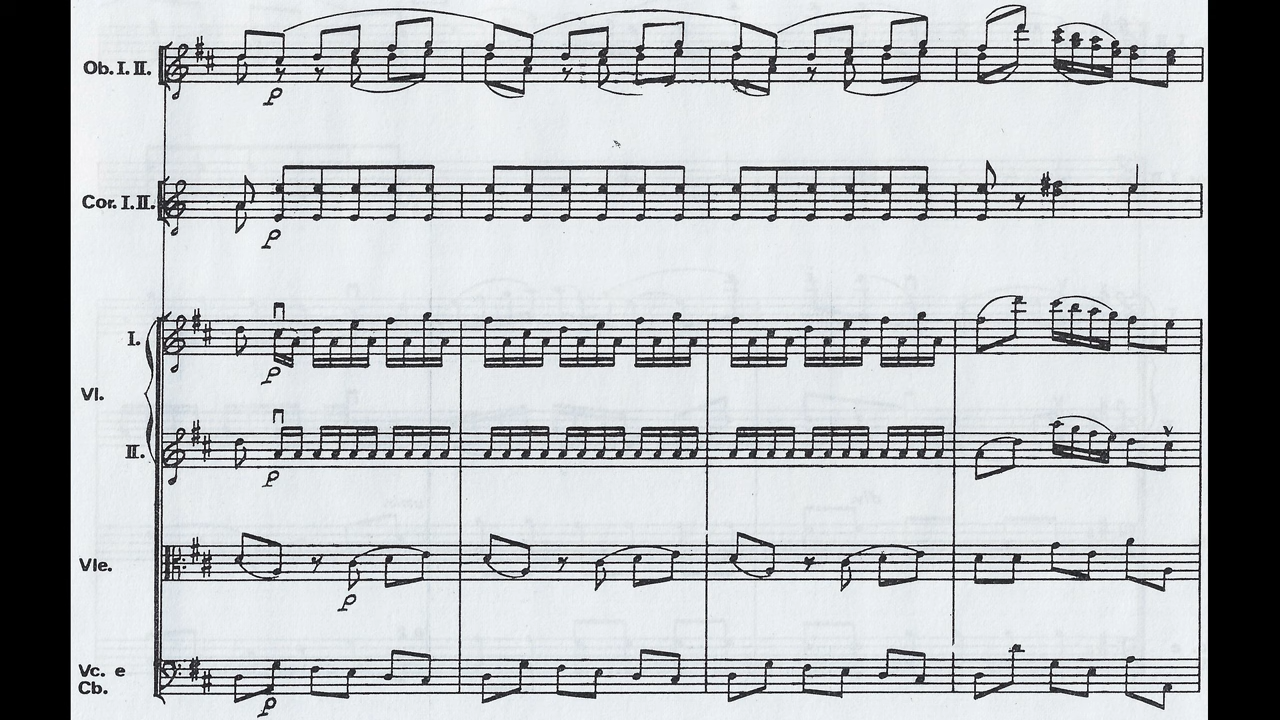 Ob. I. II.
p
Cor. I. II.
p
I.
p
Vl.
II.
p
Vle.
p
Vc. e
Cb.
p